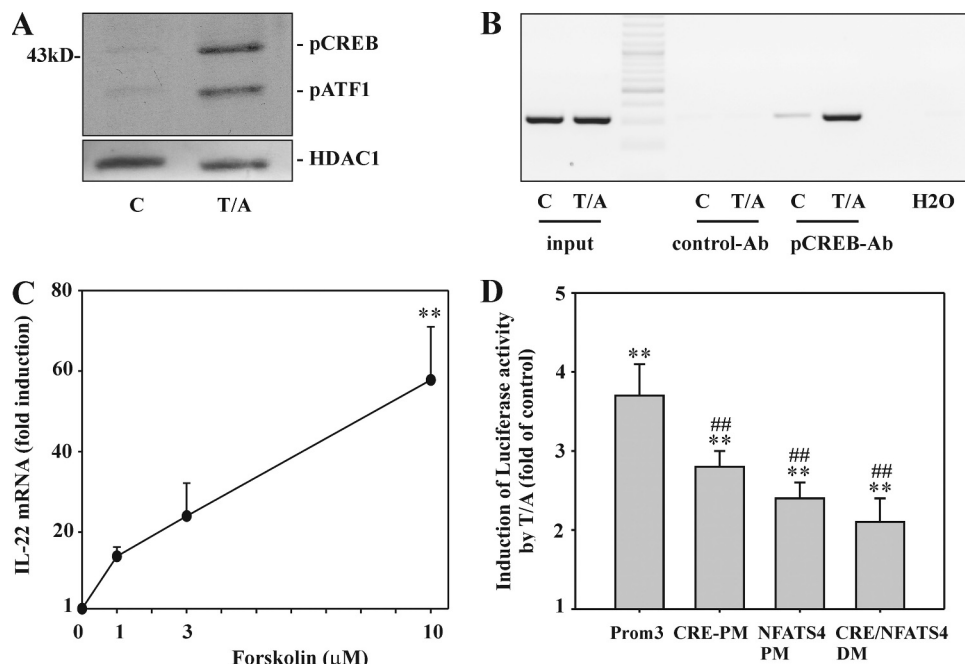 A
43kD-
- pCREB
- pATF1
- HDAC1
C T/A
B
C T/A C T/A C T/A H2O
input control-Ab pCREB-Ab
C
IL-22 mRNA (fold induction)
80
60
40
20
1
0 1 3 10
Forskolin (μM)
**
D
Induction of Luciferase activity
by T/A (fold of control)
5
4
3
2
1
**
##
**
##
**
##
**
Prom3 CRE-PM NFATS4 CRE/NFATS4
PM DM